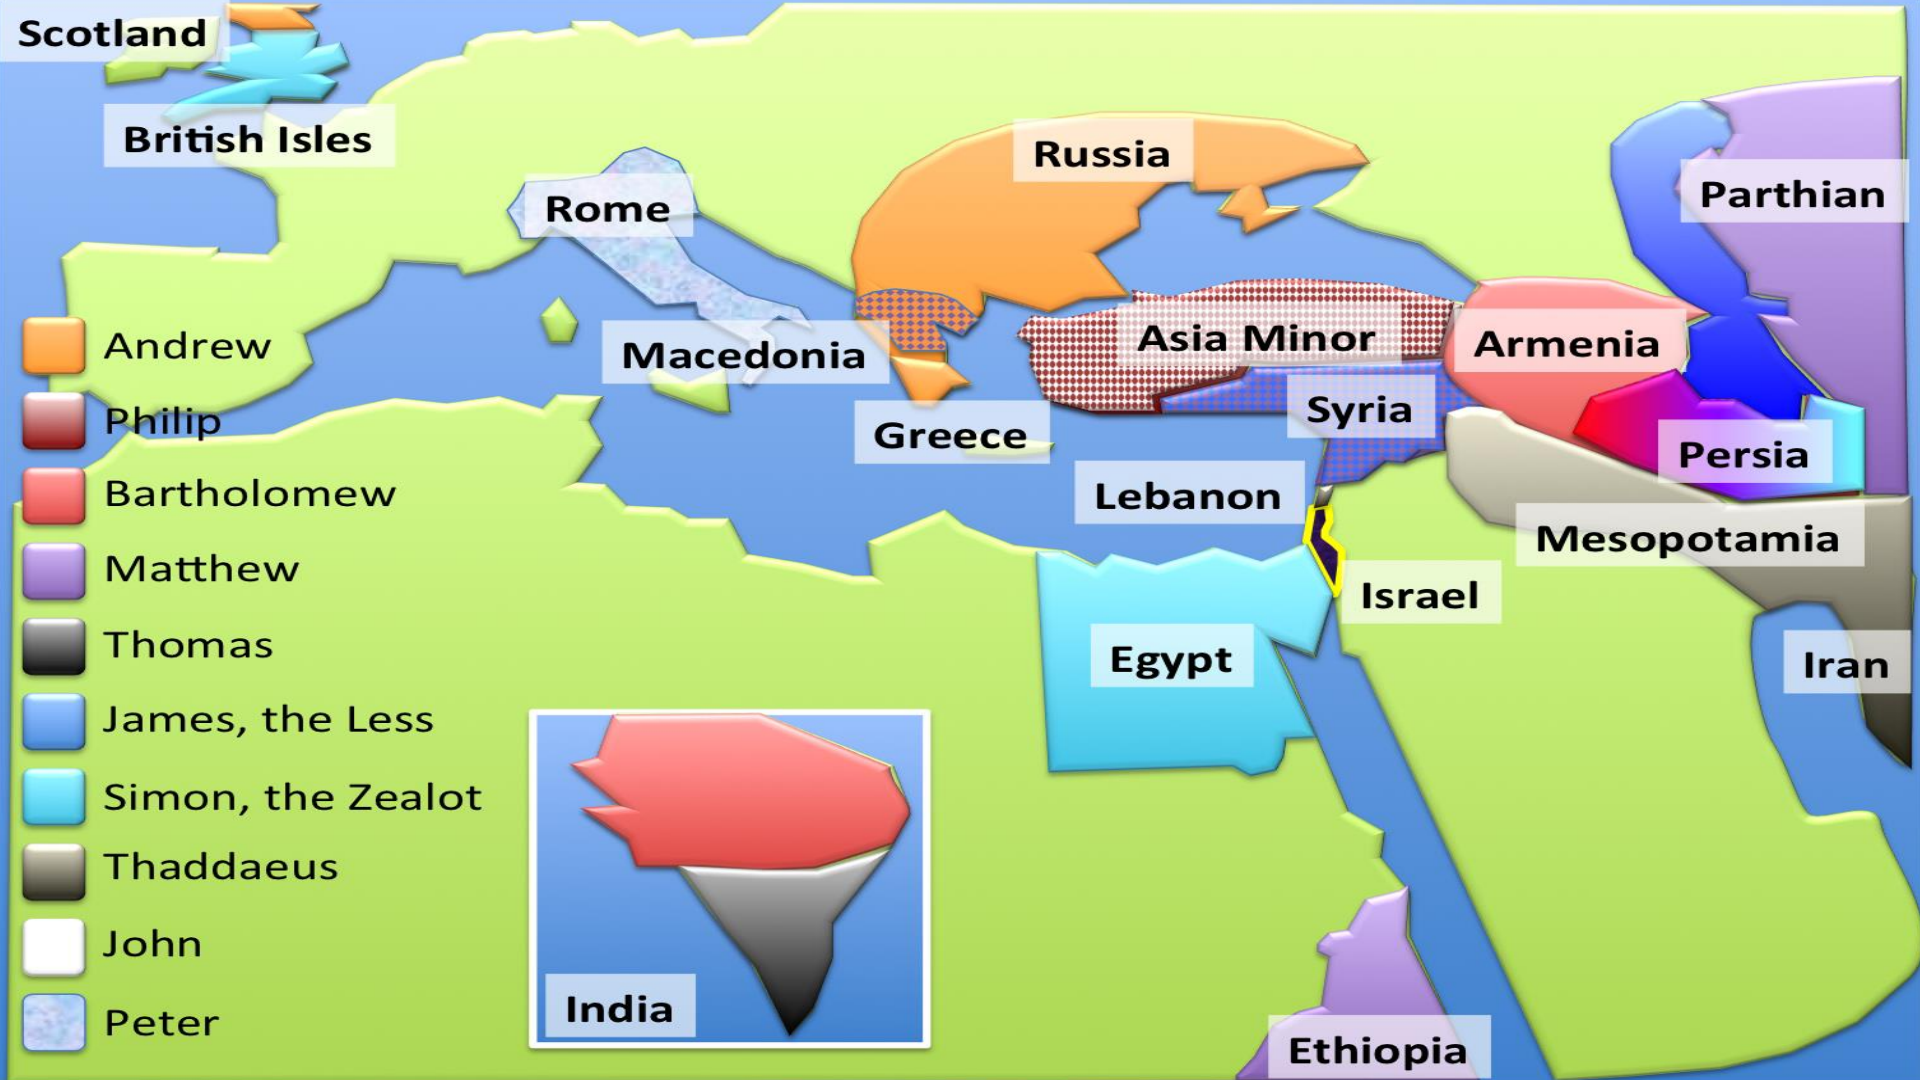 Scotland
British Isles
Rome
Russia
Parthian
Macedonia
Asia Minor
Armenia
Greece
Syria
Persia
Lebanon
Mesopotamia
Israel
Egypt
Iran
Andrew
Philip
Bartholomew
Matthew
Thomas
James, the Less
Simon, the Zealot
Thaddaeus
John
Peter
India
Ethiopia